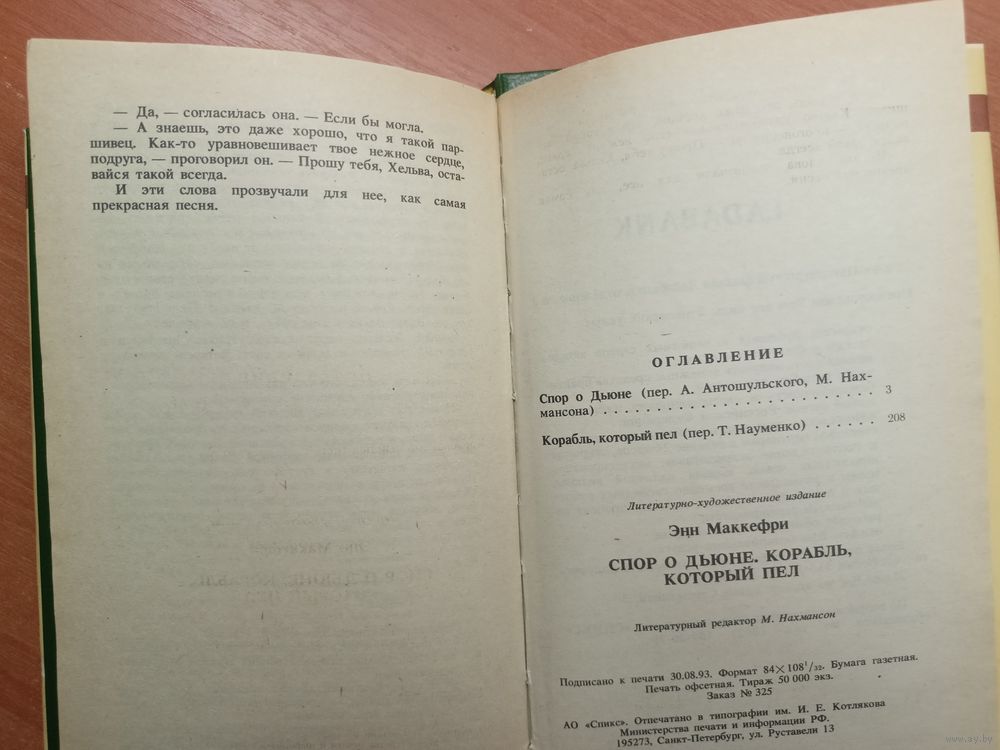 — Да, — согласилась она. — Если бы могла.
— А знаешь, это даже хорошо, что я такой пар-
шивец. Как-то уравновешивает твое нежное сердце,
подруга, — проговорил он. — Прошу тебя, Хельва, оста-
вайся такой всегда.
И эти слова прозвучали для нее, как самая
прекрасная песня.
ОГЛАВЛЕНИЕ
Спор о Дьюне (пер. А. Антошульского, М. Нах-
мансона) . . . . . . . . . . . . . . . . . . . . . . . . 3
Корабль, который пел (пер. Т. Науменко) . . . . . . 208
Литературно-художественное издание
Энн Маккефри
СПОР О ДЬЮНЕ. КОРАБЛЬ,
КОТОРЫЙ ПЕЛ
Литературный редактор М. Нахмансон
Подписано к печати 30.08.93. Формат 84×108¹/₃₂. Бумага газетная.
Печать офсетная. Тираж 50 000 экз.
Заказ № 325
АО «Спикс». Отпечатано в типографии им. И. Е. Котлякова
Министерства печати и информации РФ.
195273, Санкт-Петербург, ул. Руставели 13
www.ay.by